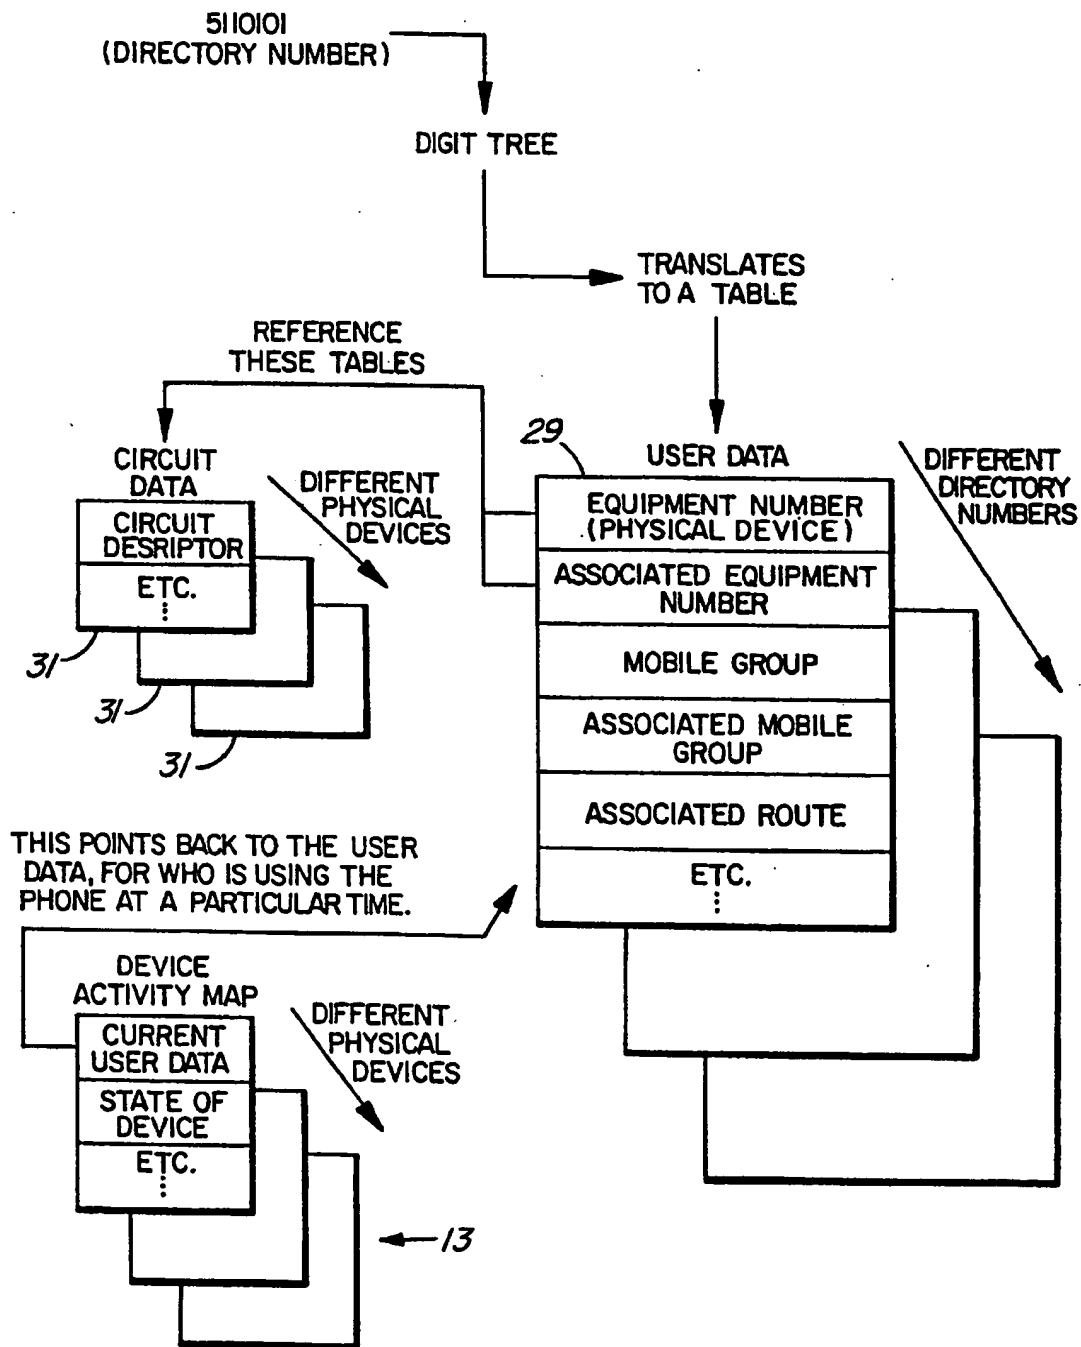 5110101
(DIRECTORY NUMBER)
DIGIT TREE
TRANSLATES
TO A TABLE
REFERENCE
THESE TABLES
29
USER DATA
DIFFERENT
DIRECTORY
NUMBERS
CIRCUIT
DATA
DIFFERENT
PHYSICAL
DEVICES
CIRCUIT
DESRIPTOR
ETC.
31
31
31
EQUIPMENT NUMBER
(PHYSICAL DEVICE)
ASSOCIATED EQUIPMENT
NUMBER
MOBILE GROUP
ASSOCIATED MOBILE
GROUP
ASSOCIATED ROUTE
ETC.
THIS POINTS BACK TO THE USER
DATA, FOR WHO IS USING THE
PHONE AT A PARTICULAR TIME.
DEVICE
ACTIVITY MAP
DIFFERENT
PHYSICAL
DEVICES
CURRENT
USER DATA
STATE OF
DEVICE
ETC.
13